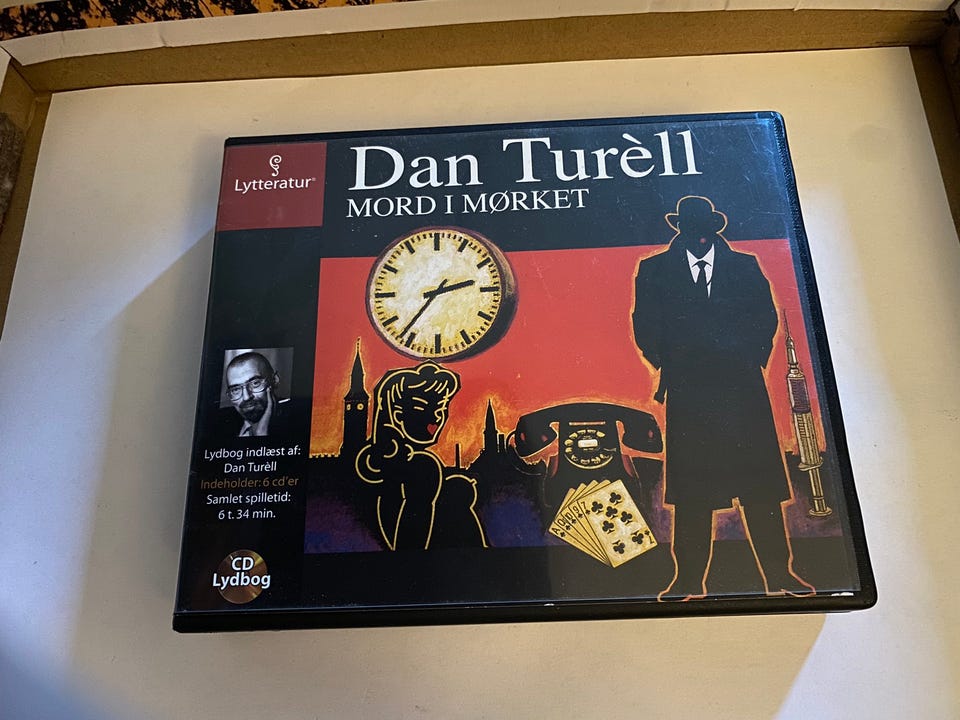 Lytteratur®
Dan Turèll
MORD I MØRKET
Lydbog indlæst af:
Dan Turèll
Indeholder: 6 cd'er
Samlet spilletid:
6 t. 34 min.
CD
Lydbog